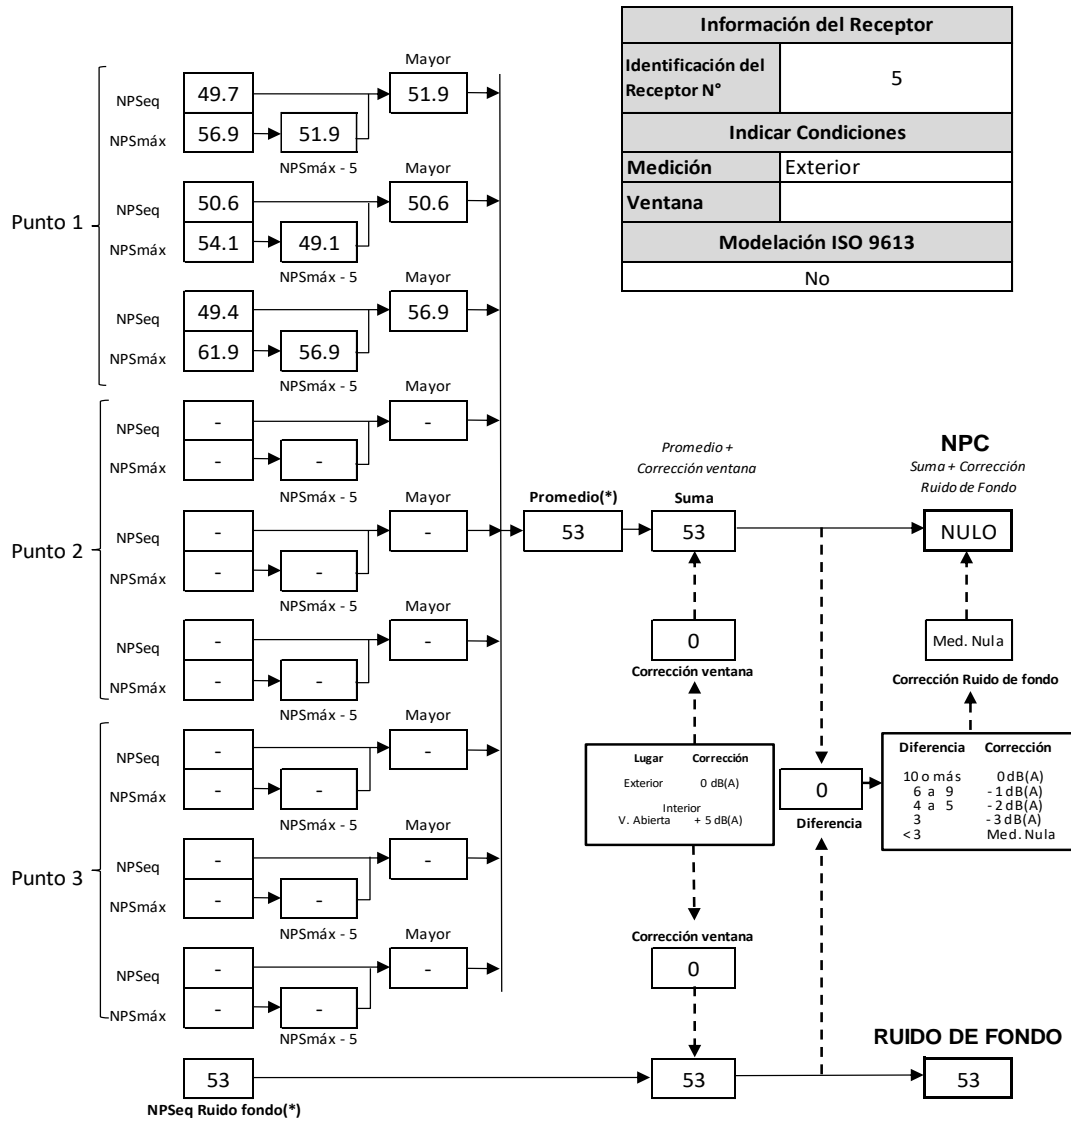 Información del Receptor
Identificación del
Receptor N°
5
Indicar Condiciones
Medición Exterior
Ventana
Modelación ISO 9613
No
Punto 1
Mayor
NPSeq 49.7 51.9
NPSmáx 56.9 51.9
NPSmáx - 5
Mayor
NPSeq 50.6 50.6
NPSmáx 54.1 49.1
NPSmáx - 5
Mayor
NPSeq 49.4 56.9
NPSmáx 61.9 56.9
NPSmáx - 5
Punto 2
Mayor
NPSeq - -
NPSmáx - -
NPSmáx - 5
Mayor
NPSeq - -
NPSmáx - -
NPSmáx - 5
Mayor
NPSeq - -
NPSmáx - -
NPSmáx - 5
Punto 3
Mayor
NPSeq - -
NPSmáx - -
NPSmáx - 5
Mayor
NPSeq - -
NPSmáx - -
NPSmáx - 5
Mayor
NPSeq - -
NPSmáx - -
NPSmáx - 5
Promedio(*)
53
Promedio +
Corrección ventana
Suma
53
0
Corrección ventana
Lugar Corrección
Exterior 0 dB(A)
Interior
V. Abierta + 5 dB(A)
Corrección ventana
0
53
NPSeq Ruido fondo(*)
53
0
Diferencia
NPC
Suma + Corrección
Ruido de Fondo
NULO
Med. Nula
Corrección Ruido de fondo
Diferencia Corrección
10 o más 0 dB(A)
6 a 9 - 1 dB(A)
4 a 5 - 2 dB(A)
3 - 3 dB(A)
< 3 Med. Nula
RUIDO DE FONDO
53